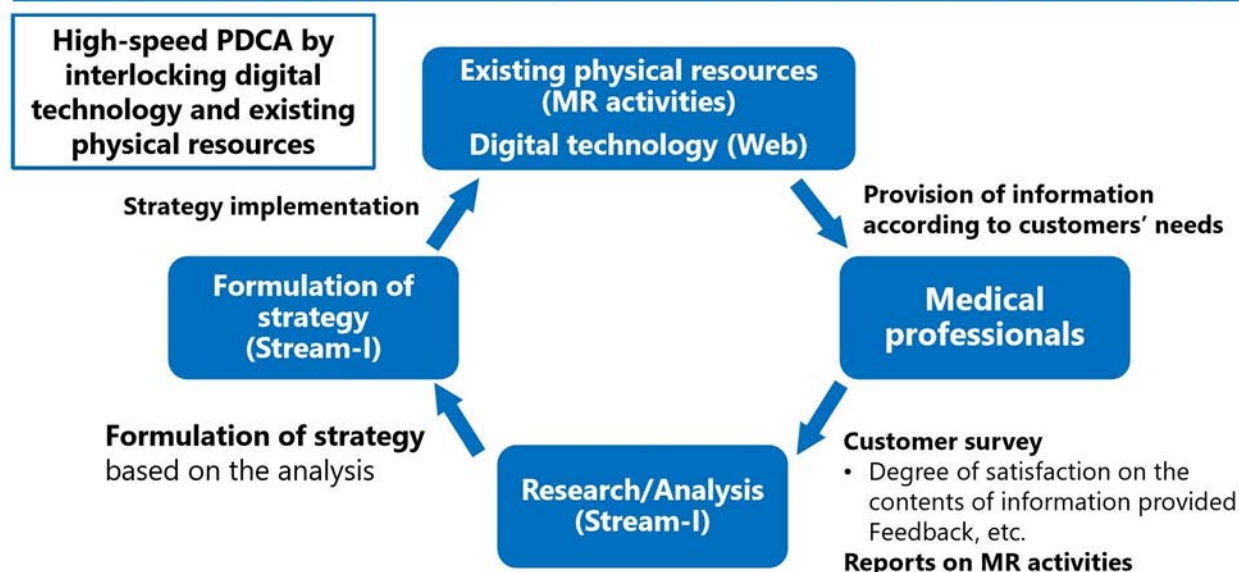 High-speed PDCA by
interlocking digital
technology and existing
physical resources
Existing physical resources
(MR activities)
Digital technology (Web)
Strategy implementation
Provision of information
according to customers’ needs
Formulation of
strategy
(Stream-I)
Medical
professionals
Formulation of strategy
based on the analysis
Research/Analysis
(Stream-I)
Customer survey
• Degree of satisfaction on the
contents of information provided
Feedback, etc.
Reports on MR activities